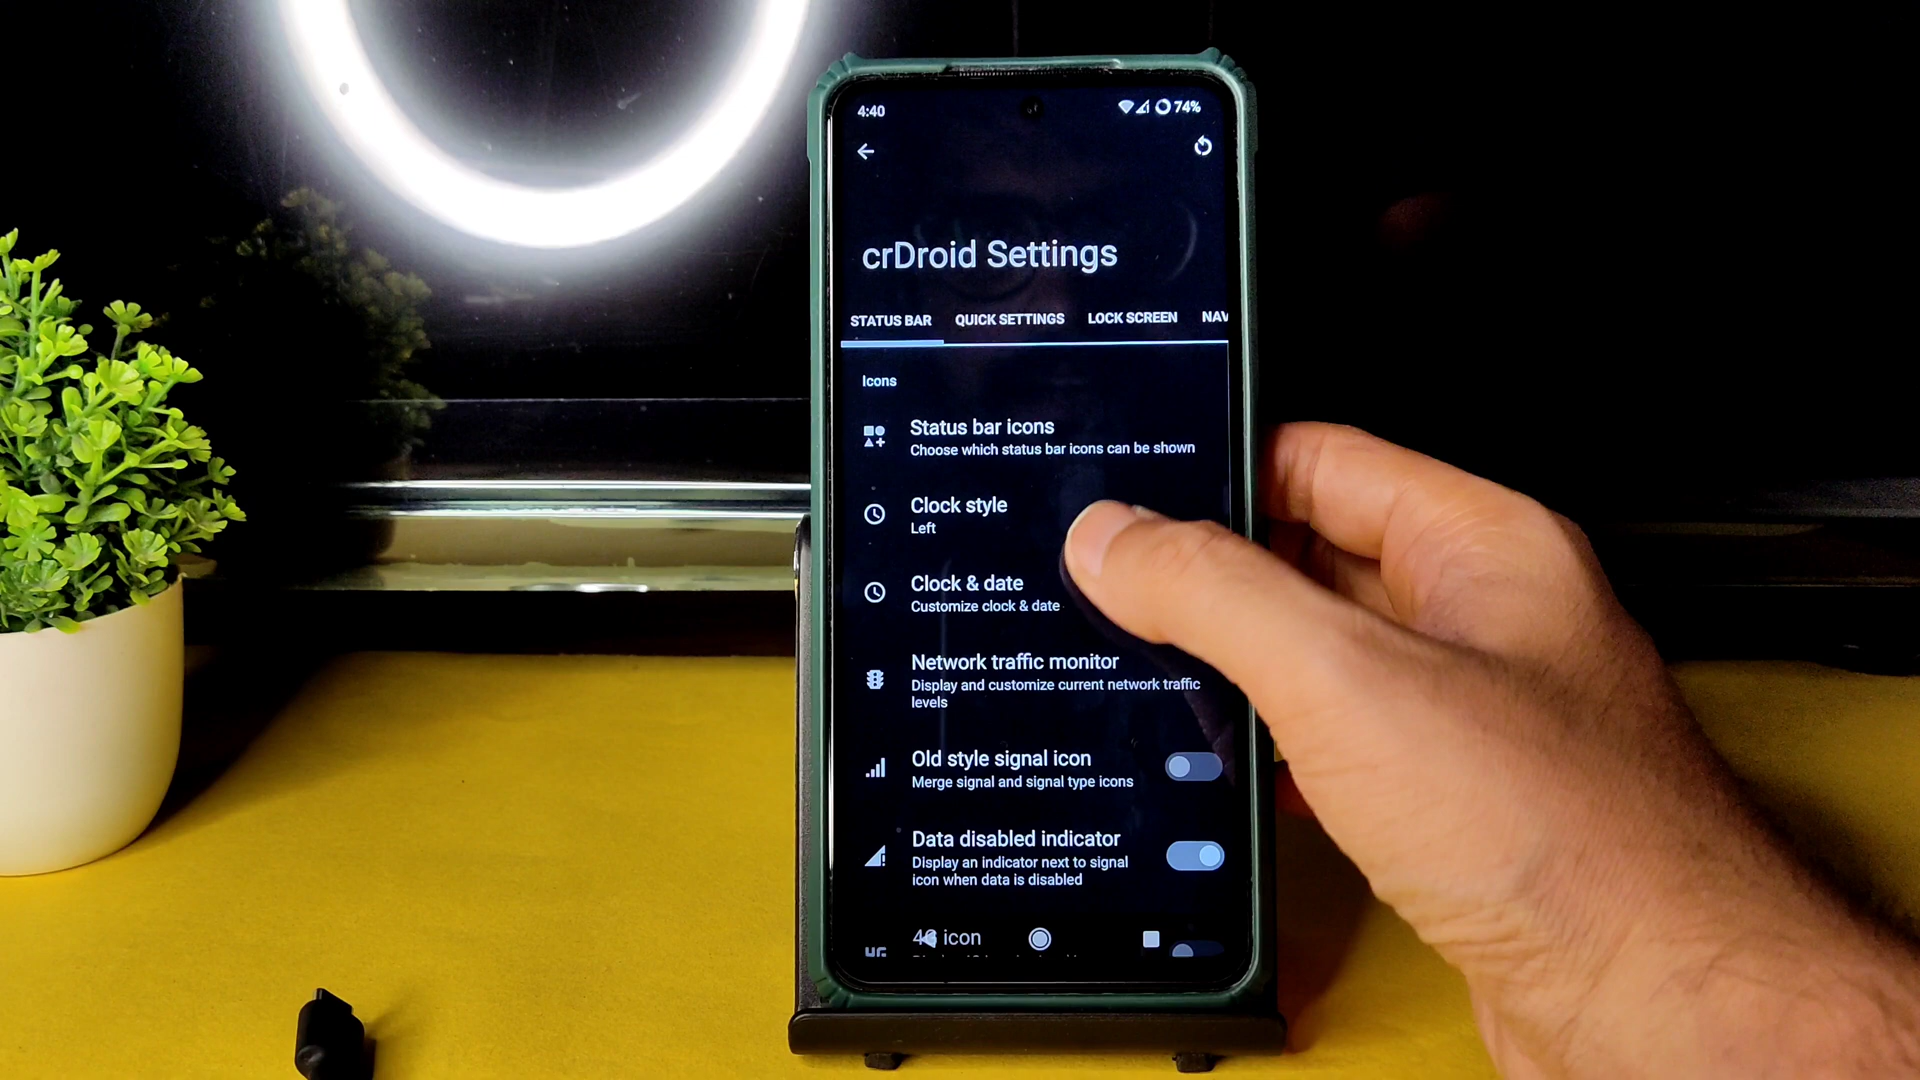 4:40
74%
crDroid Settings
STATUS BAR QUICK SETTINGS LOCK SCREEN NAV
Icons
Status bar icons
Choose which status bar icons can be shown
Clock style
Left
Clock & date
Customize clock & date
Network traffic monitor
Display and customize current network traffic
levels
Old style signal icon
Merge signal and signal type icons
Data disabled indicator
Display an indicator next to signal
icon when data is disabled
4G icon